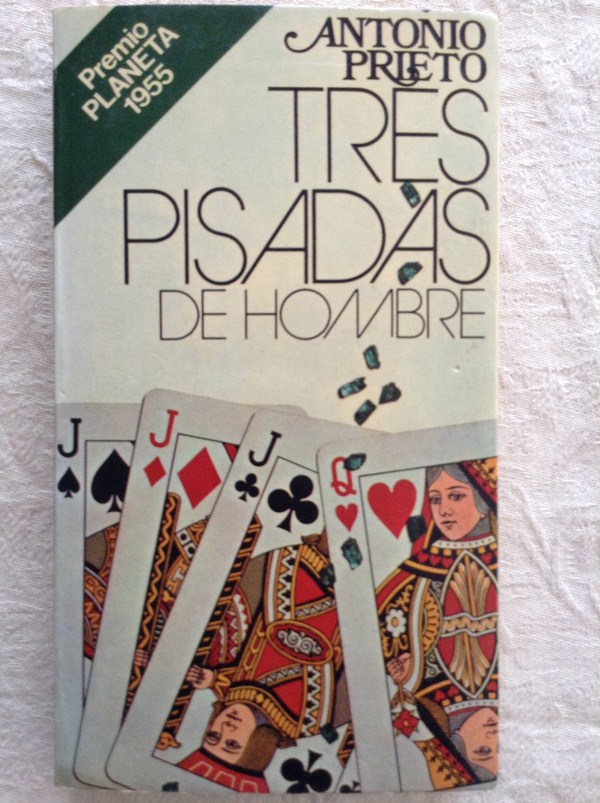 Premio
PLANETA
1955
ANTONIO
PRIETO
TRES
PISADAS
DE HOMBRE
J
J
J
Q